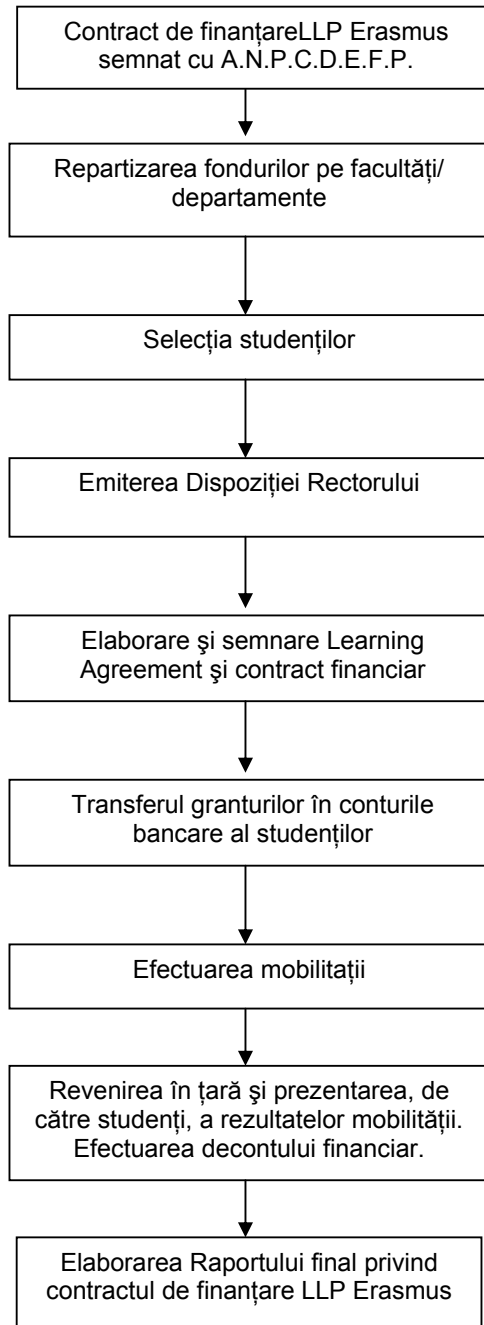 Contract de finanțareLLP Erasmus
semnat cu A.N.P.C.D.E.F.P.
Repartizarea fondurilor pe facultăți/
departamente
Selecția studenților
Emiterea Dispoziției Rectorului
Elaborare şi semnare Learning
Agreement şi contract financiar
Transferul granturilor în conturile
bancare al studenților
Efectuarea mobilitații
Revenirea în țară şi prezentarea, de
către studenți, a rezultatelor mobilității.
Efectuarea decontului financiar.
Elaborarea Raportului final privind
contractul de finanțare LLP Erasmus